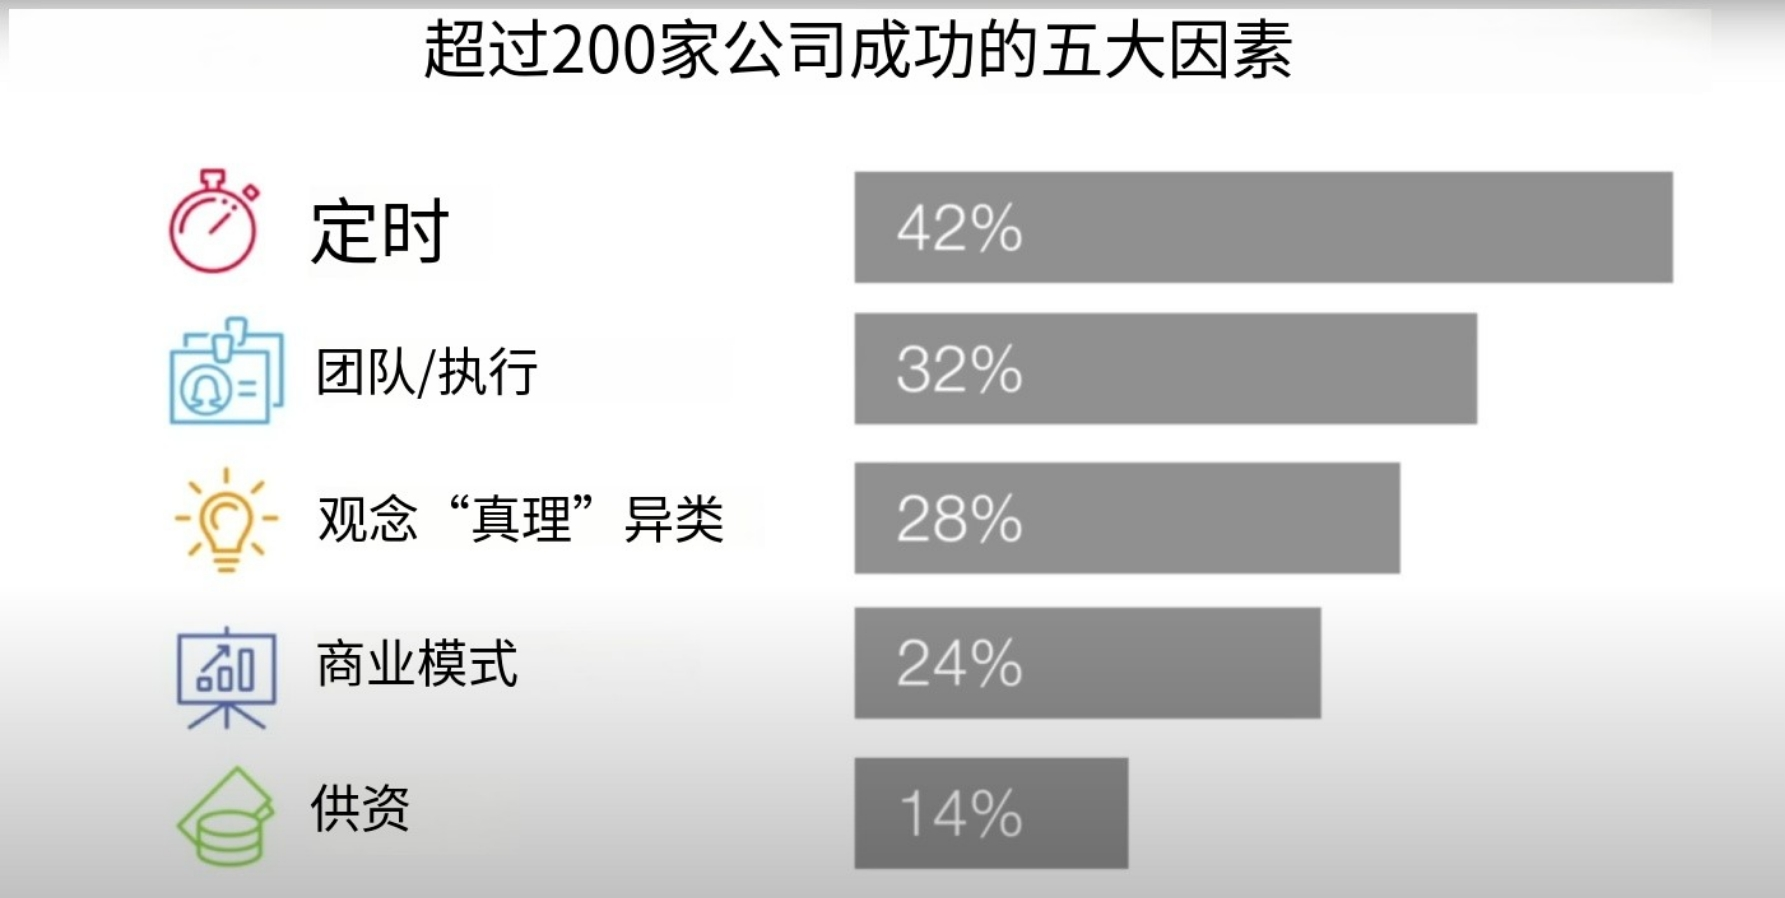 超过200家公司成功的五大因素
定时 42%
团队/执行 32%
观念“真理”异类 28%
商业模式 24%
供资 14%